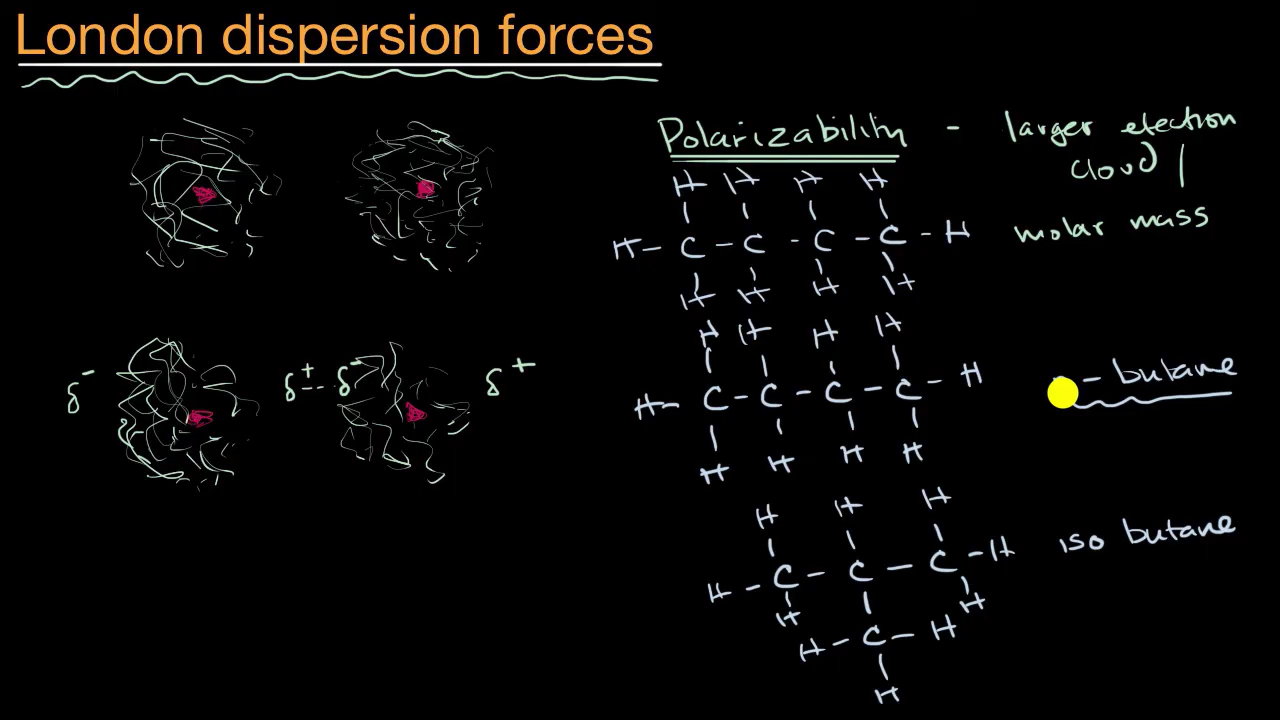 London dispersion forces
Polarizability - larger electron
cloud /
molar mass
H H H H
H - C - C - C - C - H
H H H H
H H H H
H - C - C - C - C - H
H H H H
- butane
δ- δ+ -- δ- δ+
H H H
H - C - C - C - H
H H
H - C - H
H
iso butane